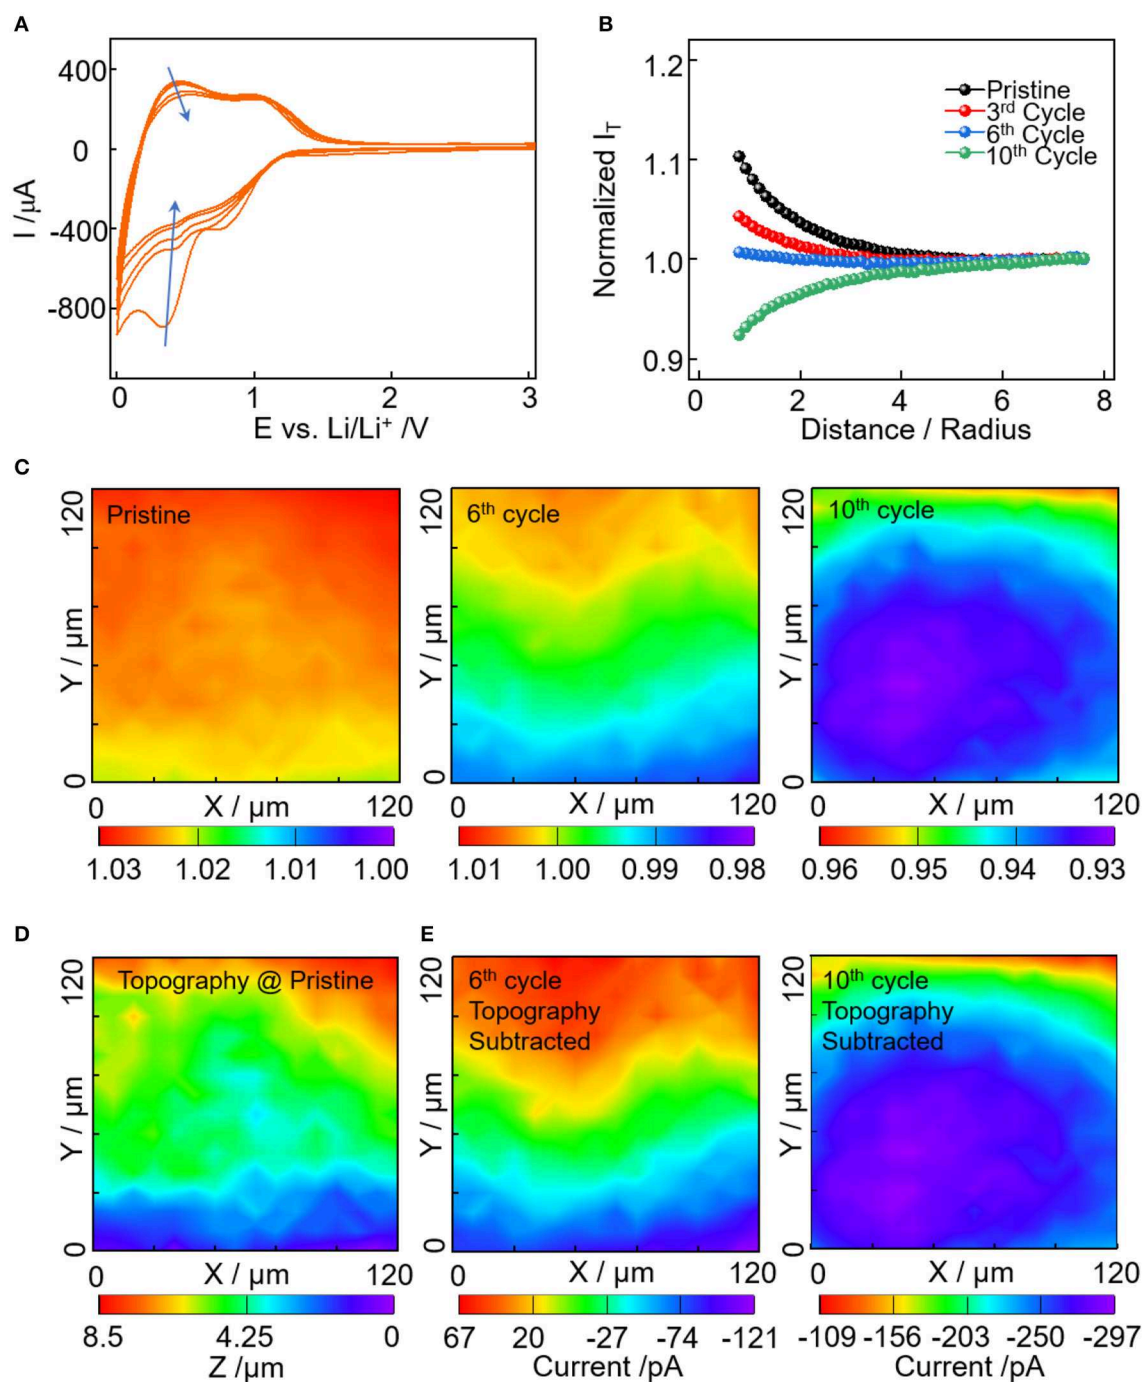 A
400
0
-400
-800
I /µA
0 1 2 3
E vs. Li/Li⁺ /V
B
1.2
1.1
1.0
0.9
Normalized I_T
Pristine
3rd Cycle
6th Cycle
10th Cycle
0 2 4 6 8
Distance / Radius
C
Pristine
120
Y / µm
0
0 X / µm 120
1.03 1.02 1.01 1.00
6th cycle
120
Y / µm
0
0 X / µm 120
1.01 1.00 0.99 0.98
10th cycle
120
Y / µm
0
0 X / µm 120
0.96 0.95 0.94 0.93
D
Topography @ Pristine
120
Y / µm
0
0 X / µm 120
8.5 4.25 0
Z /µm
E
6th cycle
Topography
Subtracted
120
Y / µm
0
0 X / µm 120
67 20 -27 -74 -121
Current /pA
10th cycle
Topography
Subtracted
120
Y / µm
0
0 X / µm 120
-109 -156 -203 -250 -297
Current /pA